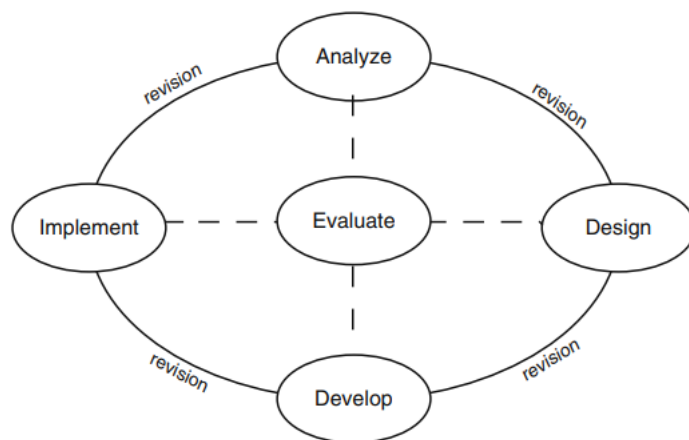 Analyze
revision
revision
Implement
Evaluate
Design
revision
revision
Develop